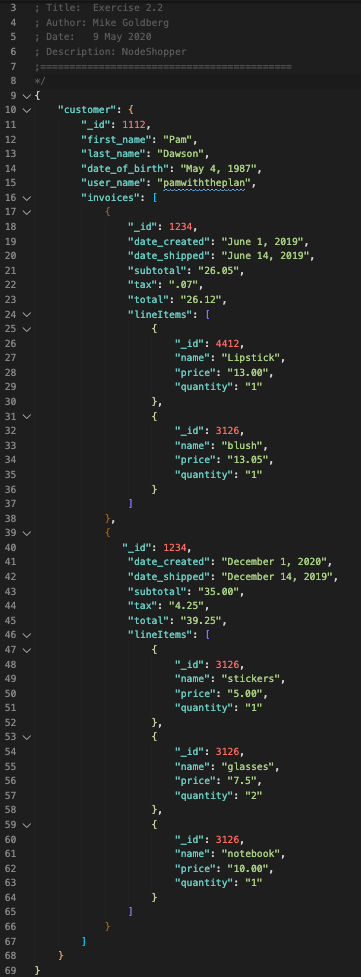 3 ; Title: Exercise 2.2
4 ; Author: Mike Goldberg
5 ; Date: 9 May 2020
6 ; Description: NodeShopper
7 ;===========================================
8 */
9 {
10 "customer": {
11 "_id": 1112,
12 "first_name": "Pam",
13 "last_name": "Dawson",
14 "date_of_birth": "May 4, 1987",
15 "user_name": "pamwiththeplan",
16 "invoices": [
17 {
18 "_id": 1234,
19 "date_created": "June 1, 2019",
20 "date_shipped": "June 14, 2019",
21 "subtotal": "26.05",
22 "tax": ".07",
23 "total": "26.12",
24 "lineItems": [
25 {
26 "_id": 4412,
27 "name": "Lipstick",
28 "price": "13.00",
29 "quantity": "1"
30 },
31 {
32 "_id": 3126,
33 "name": "blush",
34 "price": "13.05",
35 "quantity": "1"
36 }
37 ]
38 },
39 {
40 "_id": 1234,
41 "date_created": "December 1, 2020",
42 "date_shipped": "December 14, 2019",
43 "subtotal": "35.00",
44 "tax": "4.25",
45 "total": "39.25",
46 "lineItems": [
47 {
48 "_id": 3126,
49 "name": "stickers",
50 "price": "5.00",
51 "quantity": "1"
52 },
53 {
54 "_id": 3126,
55 "name": "glasses",
56 "price": "7.5",
57 "quantity": "2"
58 },
59 {
60 "_id": 3126,
61 "name": "notebook",
62 "price": "10.00",
63 "quantity": "1"
64 }
65 ]
66 }
67 ]
68 }
69 }